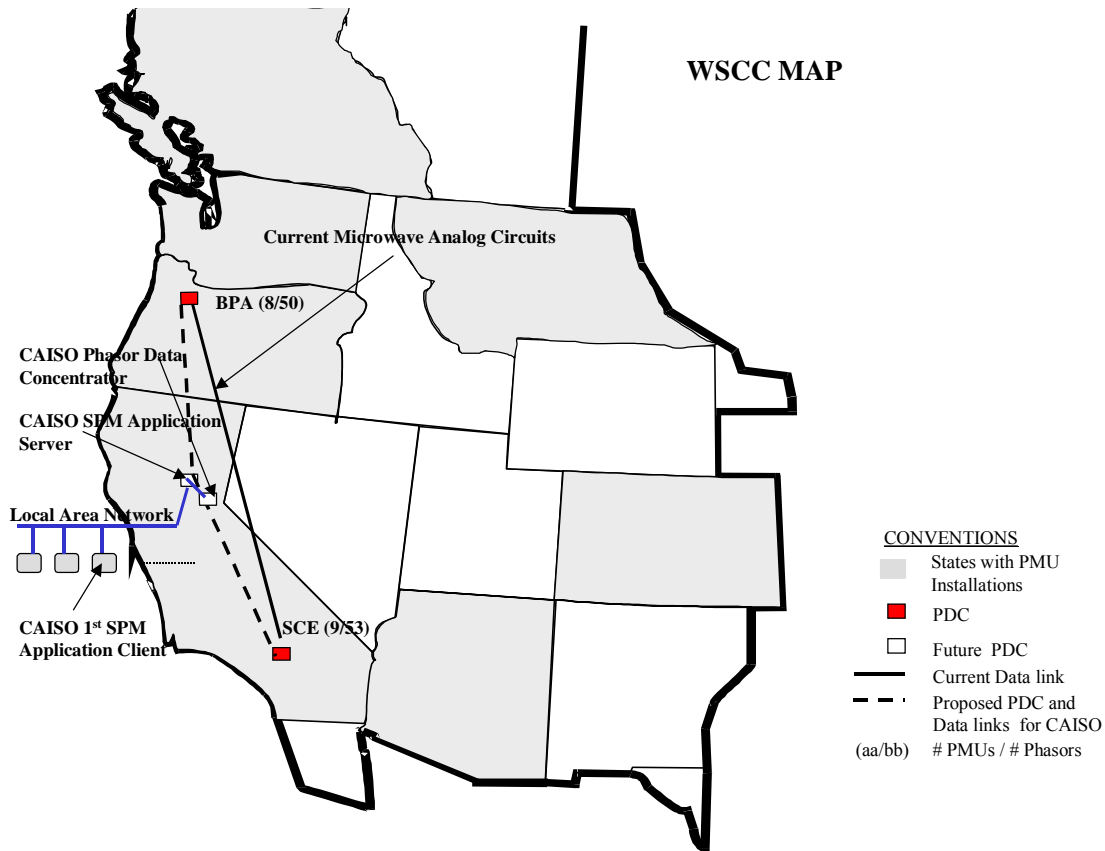 WSCC MAP
Current Microwave Analog Circuits
BPA (8/50)
CAISO Phasor Data
Concentrator
CAISO SPM Application
Server
Local Area Network
CAISO 1st SPM
Application Client
SCE (9/53)
CONVENTIONS
States with PMU
Installations
PDC
Future PDC
Current Data link
Proposed PDC and
Data links for CAISO
(aa/bb) # PMUs / # Phasors